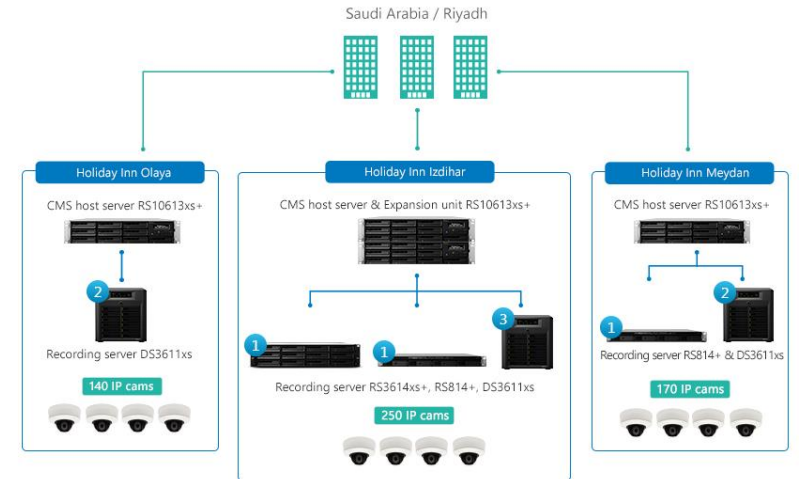 Saudi Arabia / Riyadh
Holiday Inn Olaya
CMS host server RS10613xs+
2
Recording server DS3611xs
140 IP cams
Holiday Inn Izdihar
CMS host server & Expansion unit RS10613xs+
1
1
3
Recording server RS3614xs+, RS814+, DS3611xs
250 IP cams
Holiday Inn Meydan
CMS host server RS10613xs+
1
2
Recording server RS814+ & DS3611xs
170 IP cams